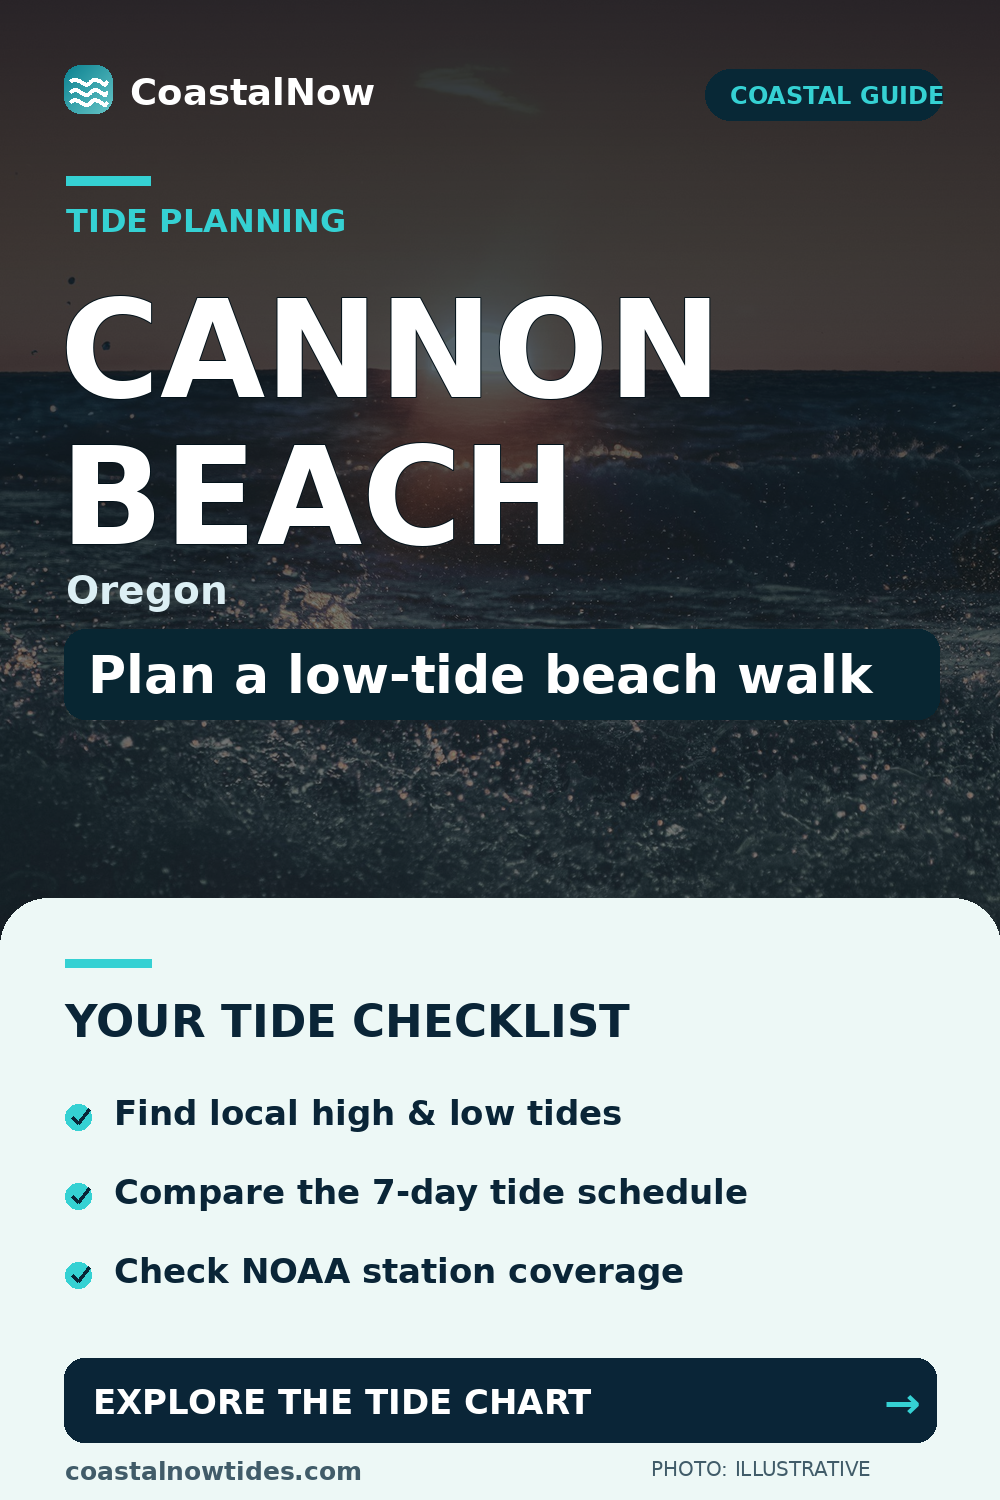 CoastalNow
COASTAL GUIDE
TIDE PLANNING
CANNON
BEACH
Oregon
Plan a low-tide beach walk
YOUR TIDE CHECKLIST
Find local high & low tides
Compare the 7-day tide schedule
Check NOAA station coverage
EXPLORE THE TIDE CHART →
coastalnowtides.com
PHOTO: ILLUSTRATIVE